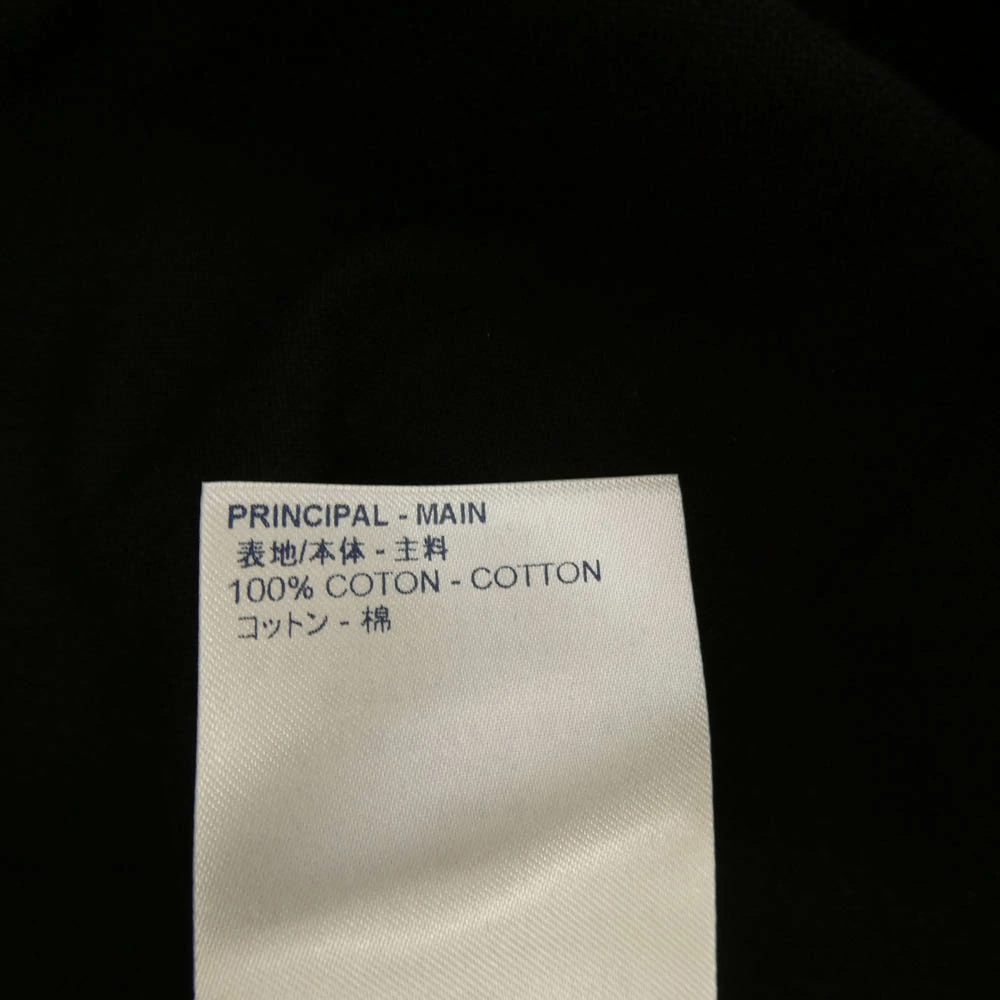 PRINCIPAL - MAIN
表地/本体 - 主料
100% COTON - COTTON
コットン - 棉